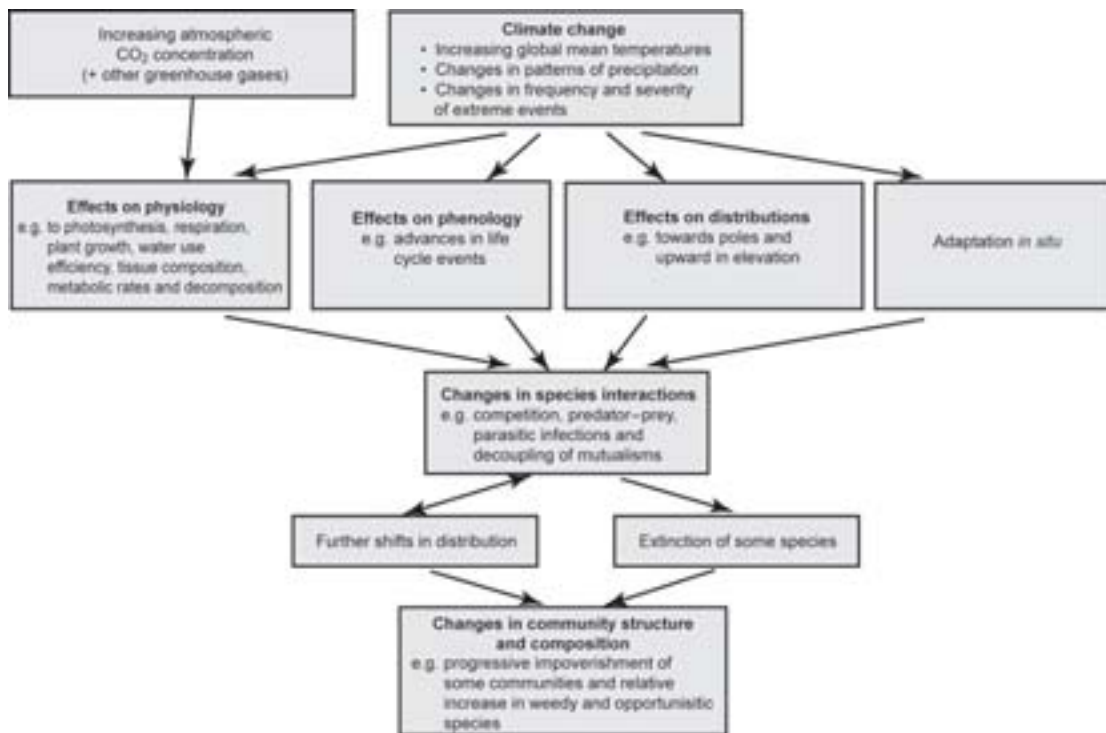 Increasing atmospheric
CO₂ concentration
(+ other greenhouse gases)
Climate change
• Increasing global mean temperatures
• Changes in patterns of precipitation
• Changes in frequency and severity
of extreme events
Effects on physiology
e.g. to photosynthesis, respiration,
plant growth, water use
efficiency, tissue composition,
metabolic rates and decomposition
Effects on phenology
e.g. advances in life
cycle events
Effects on distributions
e.g. towards poles and
upward in elevation
Adaptation in situ
Changes in species interactions
e.g. competition, predator–prey,
parasitic infections and
decoupling of mutualisms
Further shifts in distribution
Extinction of some species
Changes in community structure
and composition
e.g. progressive impoverishment of
some communities and relative
increase in weedy and opportunisitic
species